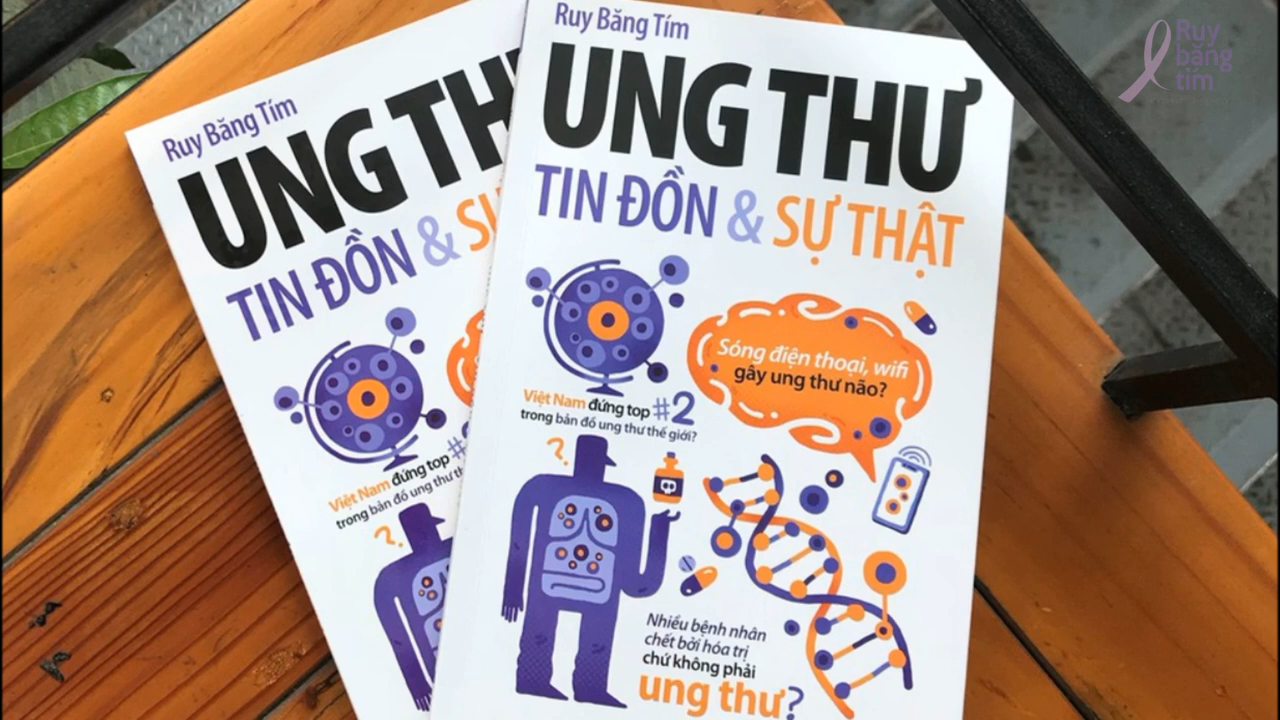 Ruy Băng Tím
UNG THƯ
TIN ĐỒN & SỰ THẬT
Sóng điện thoại, wifi
gây ung thư não?
Việt Nam đứng top #2
trong bản đồ ung thư thế giới?
?
Nhiều bệnh nhân
chết bởi hóa trị
chứ không phải
ung thư?
Ruy Băng Tím
UNG TH
TIN ĐỒN & SỰ
Việt Nam đứng top #
trong bản đồ ung thư th
?
Ruy
băng
tím